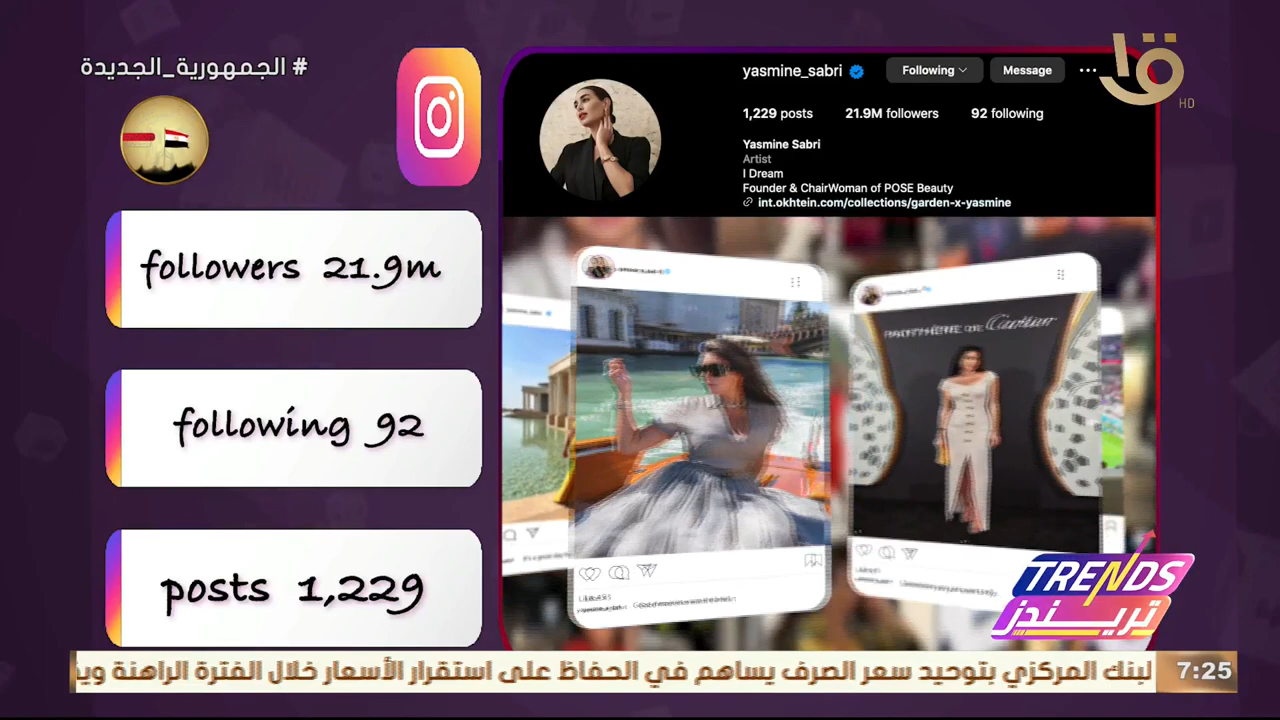 # الجمهورية_الجديدة
yasmine_sabri
Following
Message
1,229 posts 21.9M followers 92 following
Yasmine Sabri
Artist
I Dream
Founder & ChairWoman of POSE Beauty
int.okhtein.com/collections/garden-x-yasmine
HD
followers 21.9m
following 92
posts 1,229
PANTHÈRE DE Cartier
TRENDS
تريندز
لبنك المركزي بتوحيد سعر الصرف يساهم في الحفاظ على استقرار الأسعار خلال الفترة الراهنة وي
7:25